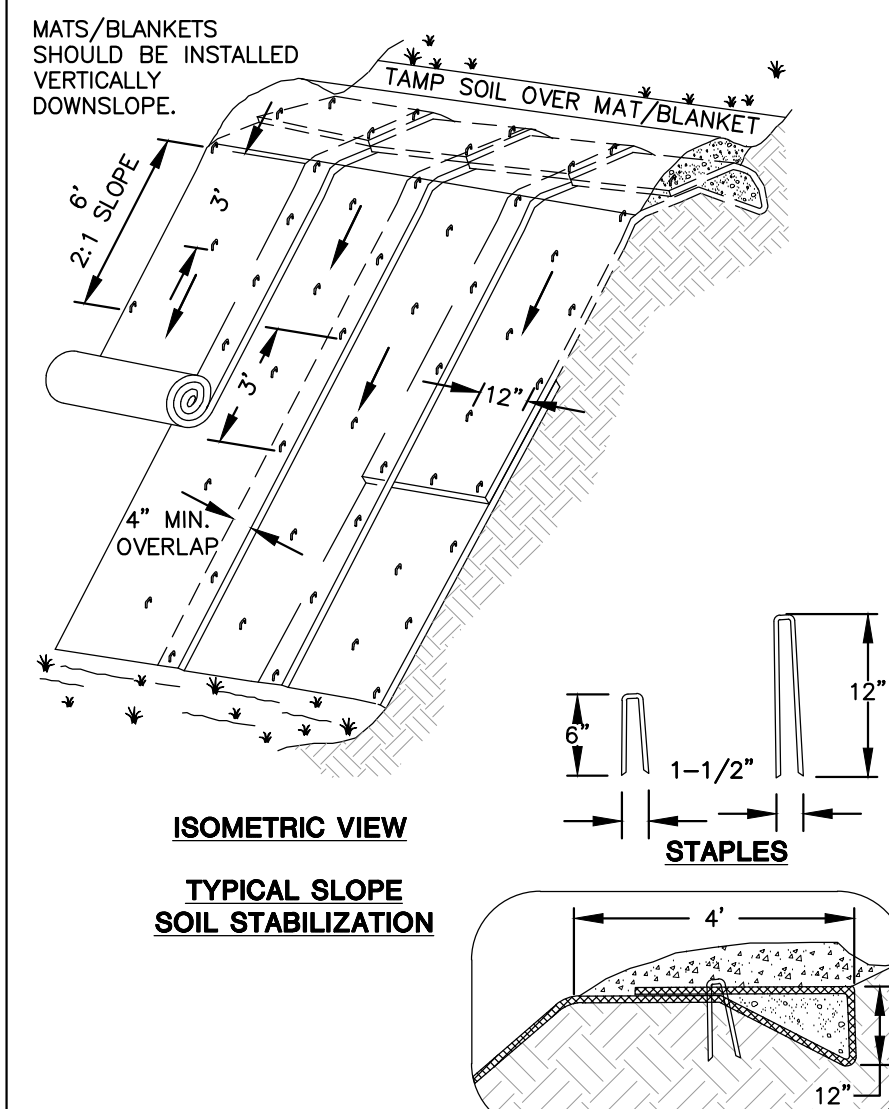 MATS/BLANKETS
SHOULD BE INSTALLED
VERTICALLY
DOWNSLOPE.
TAMP SOIL OVER MAT/BLANKET
6'
2:1 SLOPE
3'
3'
12"
4" MIN.
OVERLAP
6"
1-1/2"
12"
STAPLES
ISOMETRIC VIEW
TYPICAL SLOPE
SOIL STABILIZATION
4'
12"